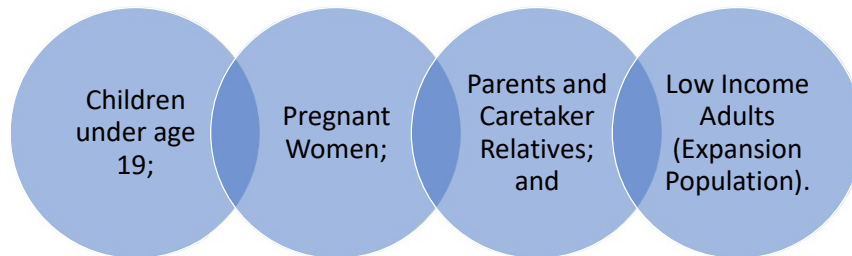 Children
under age
19;
Pregnant
Women;
Parents and
Caretaker
Relatives;
and
Low Income
Adults
(Expansion
Population).